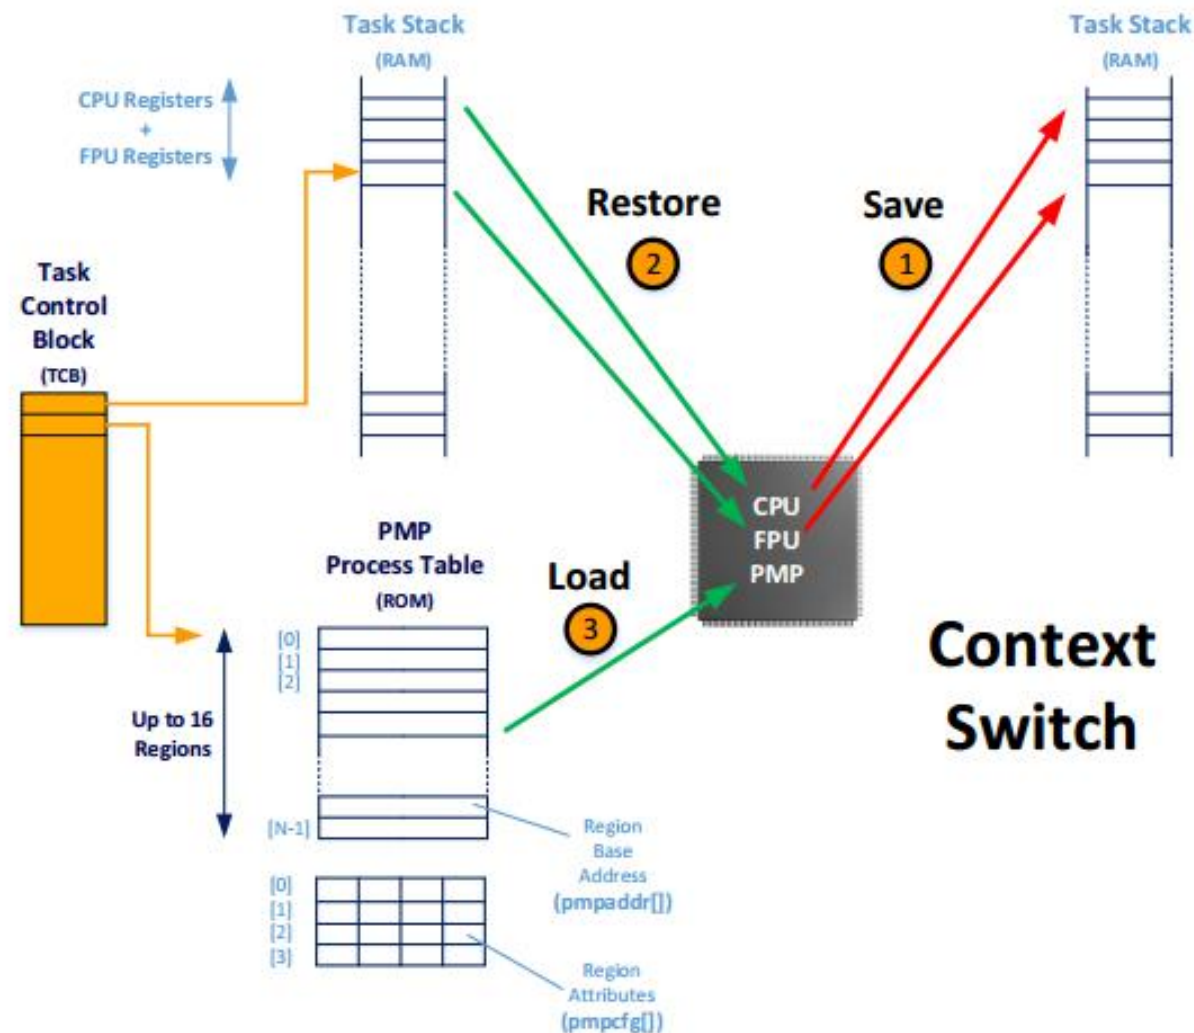 Task Stack
(RAM)
Task Stack
(RAM)
CPU Registers
+
FPU Registers
Restore
2
Save
1
Task
Control
Block
(TCB)
CPU
FPU
PMP
PMP
Process Table
(ROM)
Load
3
Context
Switch
[0]
[1]
[2]
Up to 16
Regions
[N-1]
Region
Base
Address
(pmpaddr[])
[0]
[1]
[2]
[3]
Region
Attributes
(pmpcfg[])